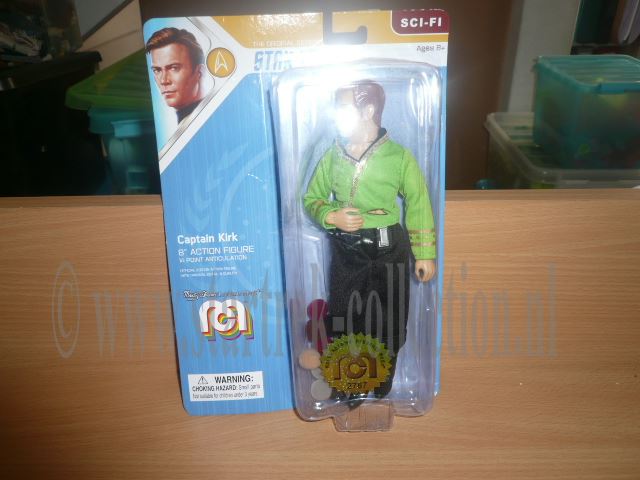 SCI-FI
THE ORIGINAL SERIES
STAR
Ages 8+
Captain Kirk
8" ACTION FIGURE
14 POINT ARTICULATION
mego
WARNING:
CHOKING HAZARD: Small parts
Not suitable for children under 3 years
© www.startrek-collection.nl